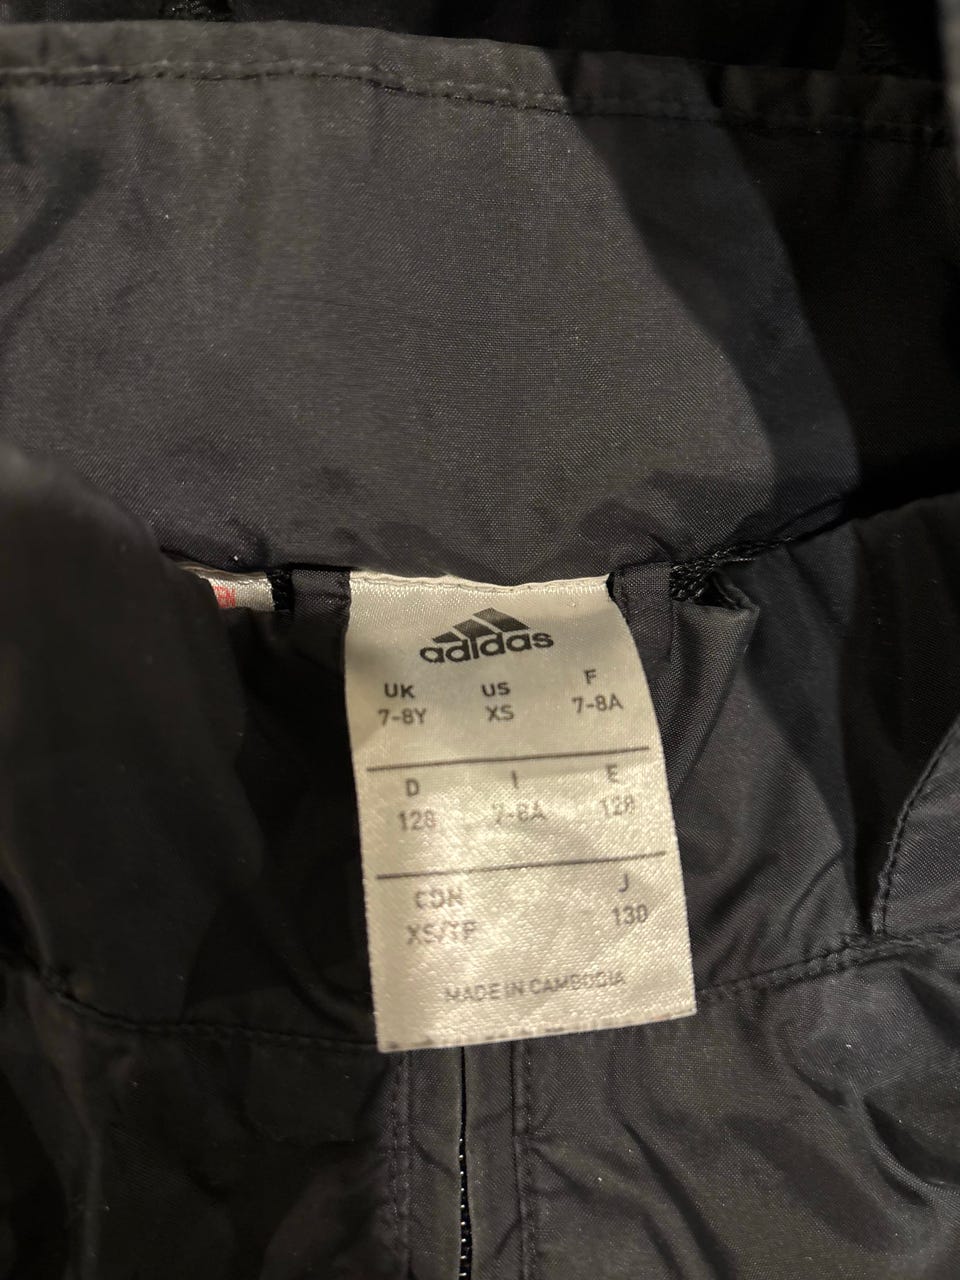 adidas
UK US F
7-8Y XS 7-8A
D I E
128 7-8A 128
CDN J
XS/TP 130
MADE IN CAMBODIA